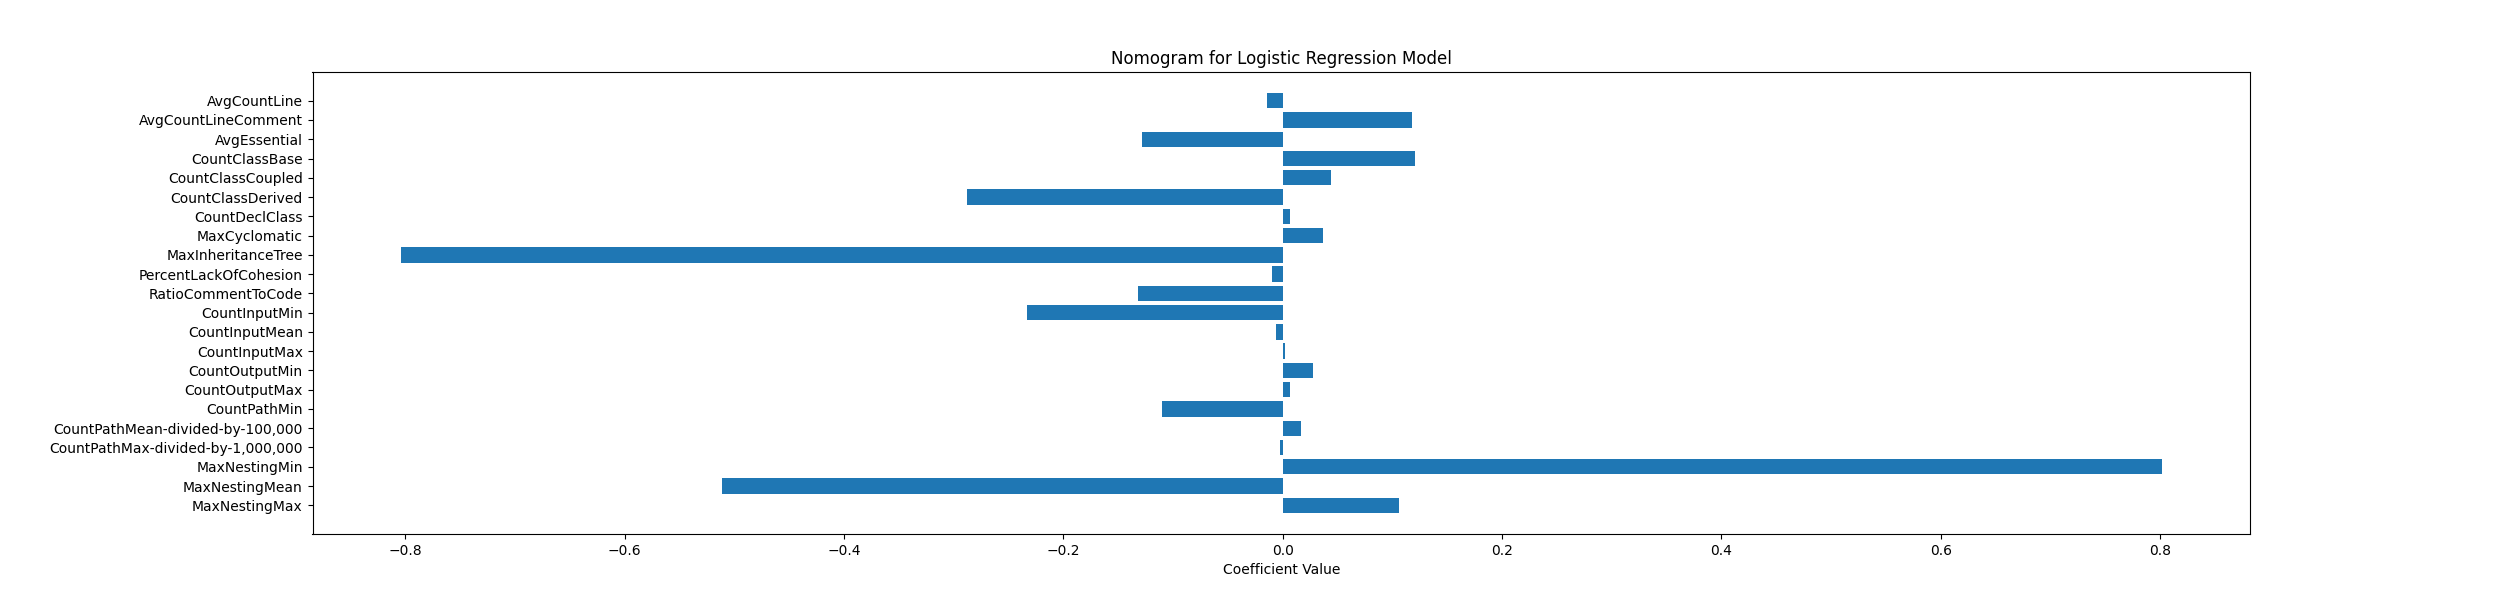 Nomogram for Logistic Regression Model
AvgCountLine
AvgCountLineComment
AvgEssential
CountClassBase
CountClassCoupled
CountClassDerived
CountDeclClass
MaxCyclomatic
MaxInheritanceTree
PercentLackOfCohesion
RatioCommentToCode
CountInputMin
CountInputMean
CountInputMax
CountOutputMin
CountOutputMax
CountPathMin
CountPathMean-divided-by-100,000
CountPathMax-divided-by-1,000,000
MaxNestingMin
MaxNestingMean
MaxNestingMax
−0.8 −0.6 −0.4 −0.2 0.0 0.2 0.4 0.6 0.8
Coefficient Value